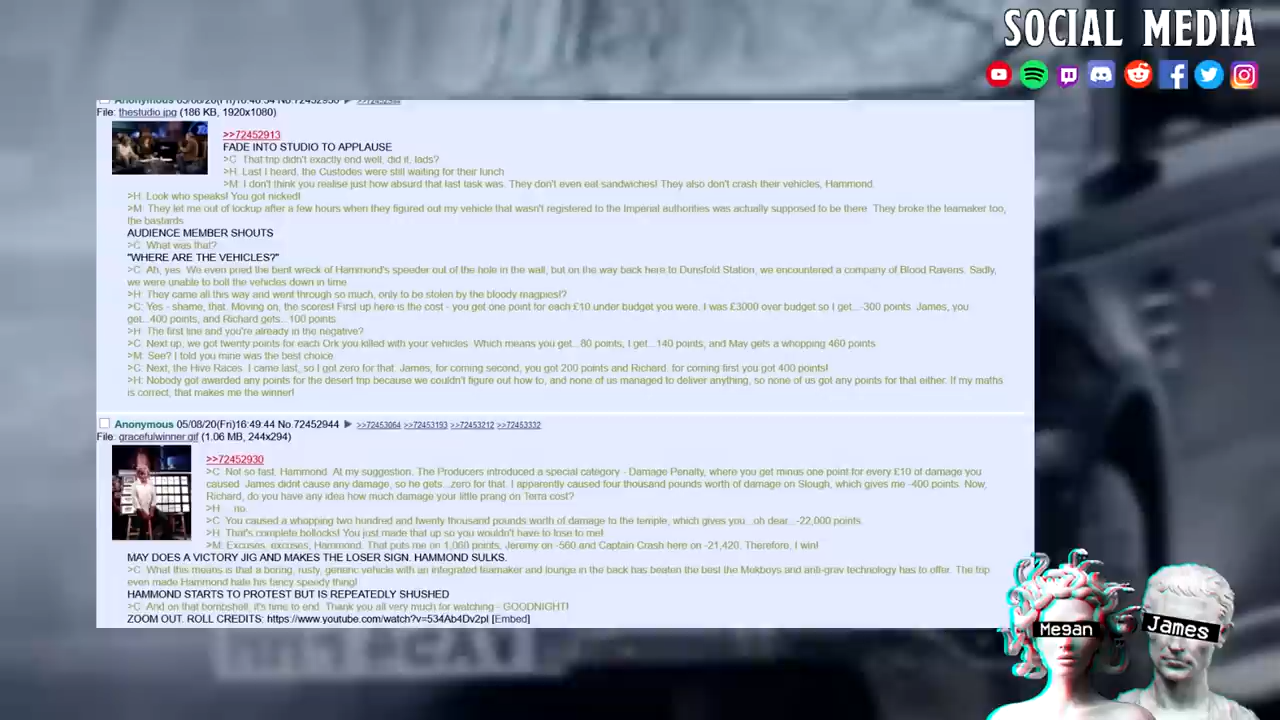 SOCIAL MEDIA
Anonymous 05/08/20(Fri)16:46:34 No.72452930 ▶ >>72452944
File: thestudio.jpg (186 KB, 1920x1080)
>>72452913
FADE INTO STUDIO TO APPLAUSE
>C: That trip didn't exactly end well, did it, lads?
>H: Last I heard, the Custodes were still waiting for their lunch
>M: I don't think you realise just how absurd that last task was. They don't even eat sandwiches! They also don't crash their vehicles, Hammond.
>H: Look who speaks! You got nicked!
>M: They let me out of lockup after a few hours when they figured out my vehicle that wasn't registered to the Imperial authorities was actually supposed to be there. They broke the teamaker too,
the bastards
AUDIENCE MEMBER SHOUTS
>C: What was that?
"WHERE ARE THE VEHICLES?"
>C: Ah, yes. We even pried the bent wreck of Hammond's speeder out of the hole in the wall, but on the way back here to Dunsfold Station, we encountered a company of Blood Ravens. Sadly,
we were unable to bolt the vehicles down in time.
>H: They came all this way and went through so much, only to be stolen by the bloody magpies!?
>C: Yes - shame, that. Moving on, the scores! First up here is the cost - you get one point for each £10 under budget you were. I was £3000 over budget so I get...-300 points. James, you
get...400 points, and Richard gets...100 points.
>H: The first line and you're already in the negative?
>C: Next up, we got twenty points for each Ork you killed with your vehicles. Which means you get...80 points, I get...140 points, and May gets a whopping 460 points.
>M: See? I told you mine was the best choice.
>C: Next, the Hive Races. I came last, so I got zero for that. James, for coming second, you got 200 points and Richard, for coming first you got 400 points!
>H: Nobody got awarded any points for the desert trip because we couldn't figure out how to, and none of us managed to deliver anything, so none of us got any points for that either. If my maths
is correct, that makes me the winner!
Anonymous 05/08/20(Fri)16:49:44 No.72452944 ▶ >>72453064 >>72453193 >>72453212 >>72453332
File: gracefulwinner.gif (1.06 MB, 244x294)
>>72452930
>C: Not so fast, Hammond. At my suggestion, The Producers introduced a special category - Damage Penalty, where you get minus one point for every £10 of damage you
caused. James didnt cause any damage, so he gets...zero for that. I apparently caused four thousand pounds worth of damage on Slough, which gives me -400 points. Now,
Richard, do you have any idea how much damage your little prang on Terra cost?
>H: ...no.
>C: You caused a whopping two hundred and twenty thousand pounds worth of damage to the temple, which gives you...oh dear...-22,000 points.
>H: That's complete bollocks! You just made that up so you wouldn't have to lose to me!
>M: Excuses, excuses, Hammond. That puts me on 1,060 points, Jeremy on -560 and Captain Crash here on -21,420. Therefore, I win!
MAY DOES A VICTORY JIG AND MAKES THE LOSER SIGN. HAMMOND SULKS.
>C: What this means is that a boring, rusty, generic vehicle with an integrated teamaker and lounge in the back has beaten the best the Mekboys and anti-grav technology has to offer. The trip
even made Hammond hate his fancy speedy thing!
HAMMOND STARTS TO PROTEST BUT IS REPEATEDLY SHUSHED
>C: And on that bombshell, it's time to end. Thank you all very much for watching - GOODNIGHT!
ZOOM OUT. ROLL CREDITS: https://www.youtube.com/watch?v=534Ab4Dv2pI [Embed]
Megan
James